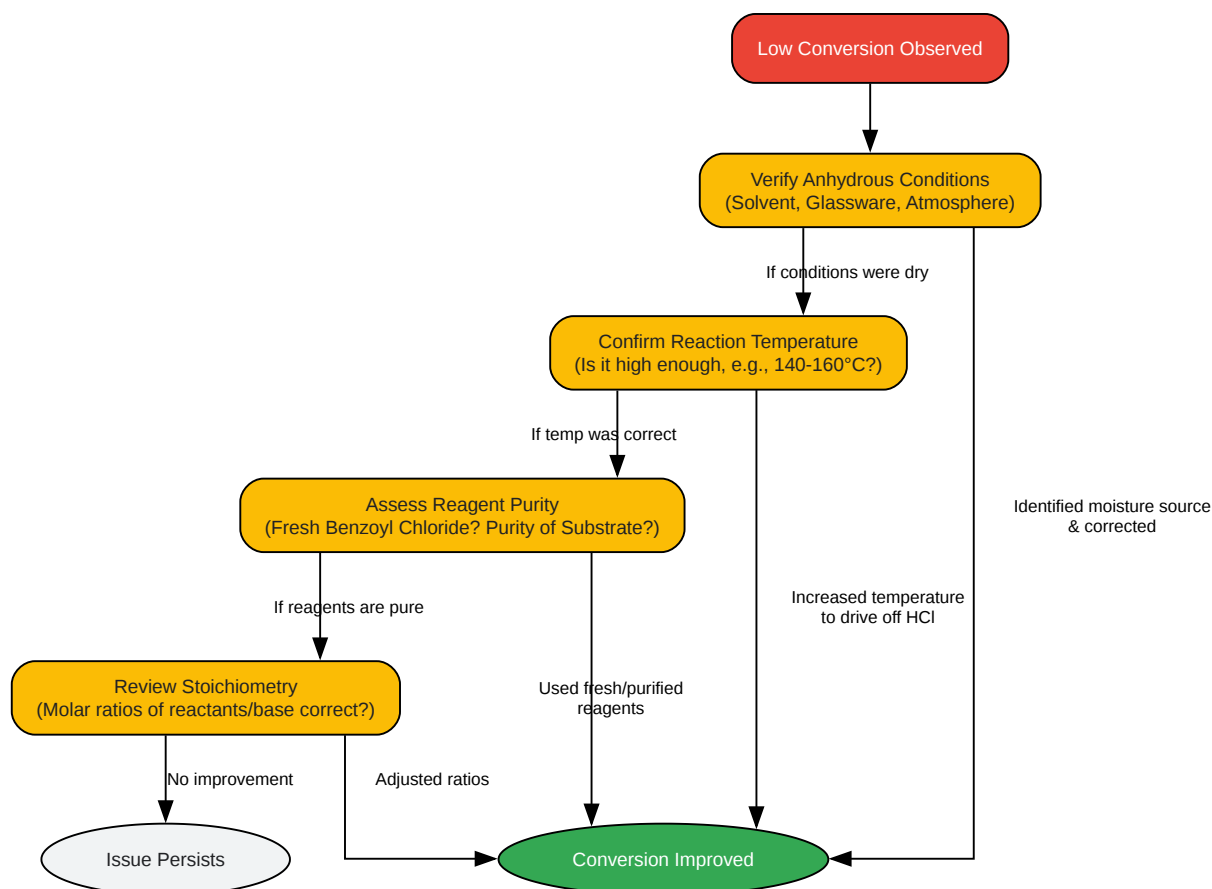 Low Conversion Observed
Verify Anhydrous Conditions
(Solvent, Glassware, Atmosphere)
If conditions were dry
Confirm Reaction Temperature
(Is it high enough, e.g., 140-160°C?)
If temp was correct
Assess Reagent Purity
(Fresh Benzoyl Chloride? Purity of Substrate?)
Identified moisture source
& corrected
If reagents are pure
Increased temperature
to drive off HCl
Review Stoichiometry
(Molar ratios of reactants/base correct?)
Used fresh/purified
reagents
No improvement
Adjusted ratios
Issue Persists
Conversion Improved